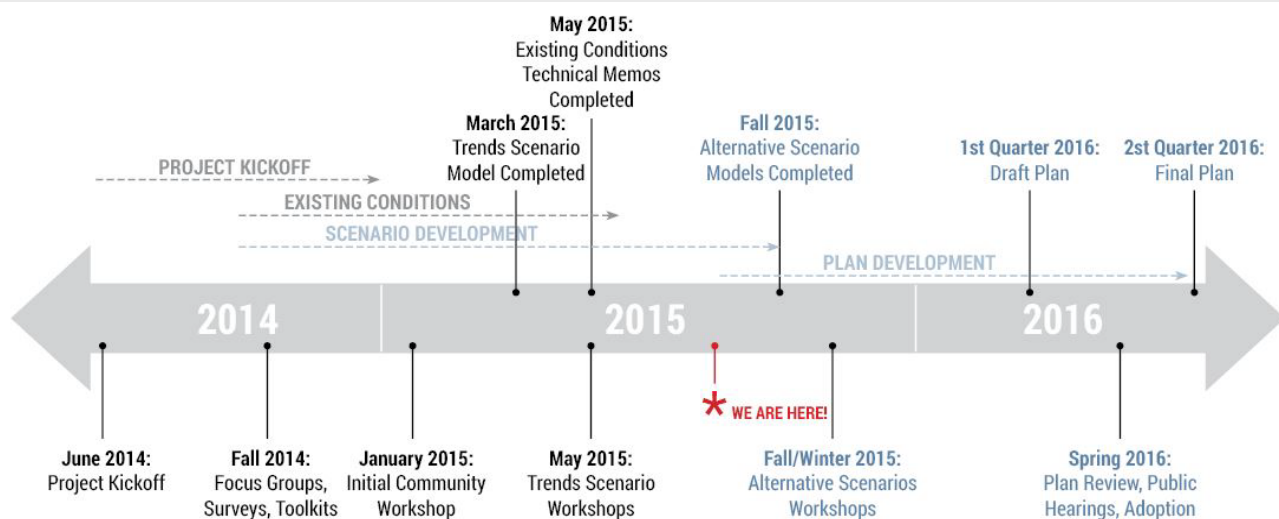 May 2015:
Existing Conditions
Technical Memos
Completed
March 2015:
Trends Scenario
Model Completed
Fall 2015:
Alternative Scenario
Models Completed
1st Quarter 2016:
Draft Plan
2st Quarter 2016:
Final Plan
PROJECT KICKOFF
EXISTING CONDITIONS
SCENARIO DEVELOPMENT
PLAN DEVELOPMENT
2014
2015
2016
* WE ARE HERE!
June 2014:
Project Kickoff
Fall 2014:
Focus Groups,
Surveys, Toolkits
January 2015:
Initial Community
Workshop
May 2015:
Trends Scenario
Workshops
Fall/Winter 2015:
Alternative Scenarios
Workshops
Spring 2016:
Plan Review, Public
Hearings, Adoption